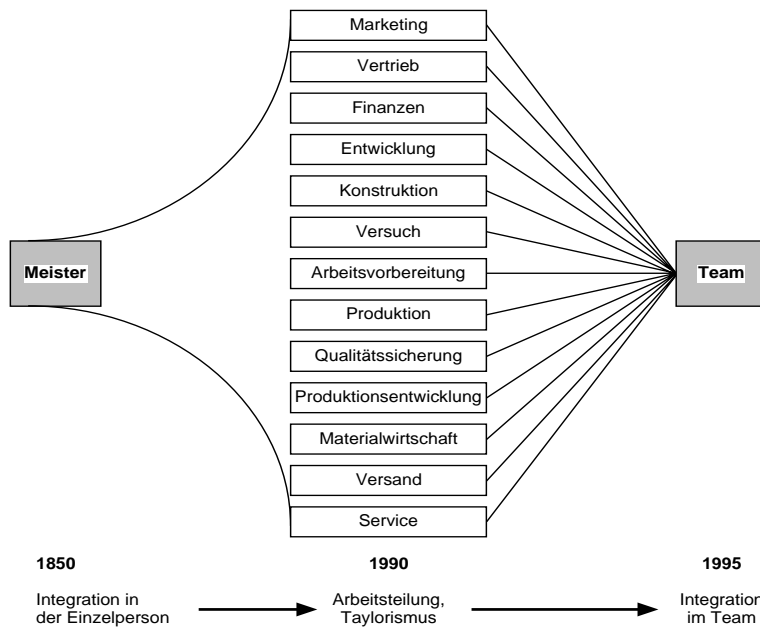 Marketing
Vertrieb
Finanzen
Entwicklung
Konstruktion
Versuch
Meister
Arbeitsvorbereitung
Team
Produktion
Qualitätssicherung
Produktionsentwicklung
Materialwirtschaft
Versand
Service
1850
1990
1995
Integration in
der Einzelperson
Arbeitsteilung,
Taylorismus
Integration
im Team